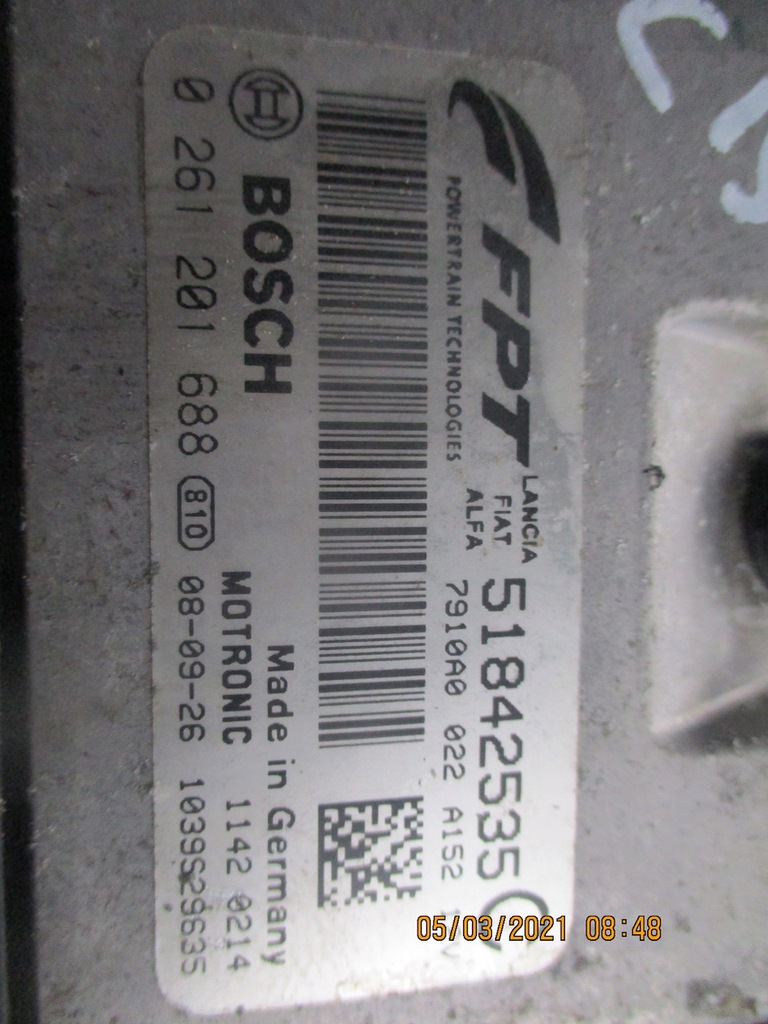 FPT
POWERTRAIN TECHNOLOGIES
LANCIA
FIAT
ALFA
51842535
7910A0 022 A152
BOSCH
Made in Germany
MOTRONIC 1142 0214
0 261 201 688 810 08-09-26 1039S29635
05/03/2021 08:48